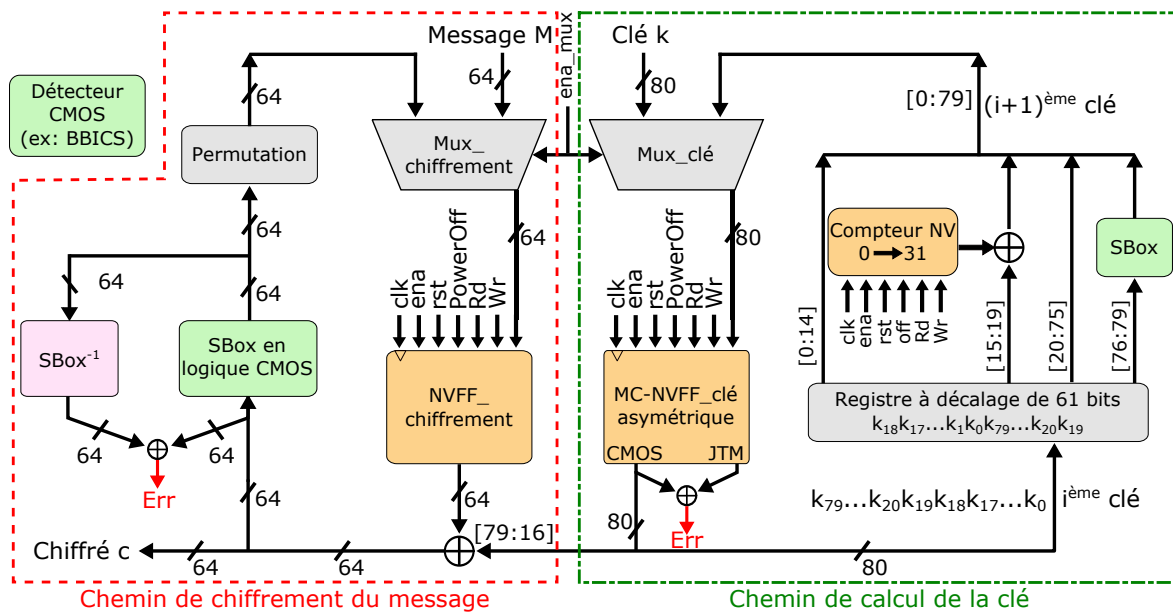 Message M
Clé k
ena_mux
64
64
80
Détecteur
CMOS
(ex: BBICS)
[0:79]
(i+1)ème clé
Permutation
Mux_
chiffrement
Mux_clé
64
64
80
clk
ena
rst
PowerOff
Rd
Wr
clk
ena
rst
PowerOff
Rd
Wr
Compteur NV
0 → 31
SBox
clk
ena
rst
off
Rd
Wr
[0:14]
[15:19]
[20:75]
[76:79]
64
64
SBox⁻¹
SBox en
logique CMOS
NVFF_
chiffrement
MC-NVFF_clé
asymétrique
CMOS
JTM
Registre à décalage de 61 bits
k₁₈k₁₇...k₁k₀k₇₉...k₂₀k₁₉
64
64
Err
64
64
80
Err
k₇₉...k₂₀k₁₉k₁₈k₁₇...k₀
ième clé
Chiffré c
64
64
[79:16]
80
Chemin de chiffrement du message
Chemin de calcul de la clé